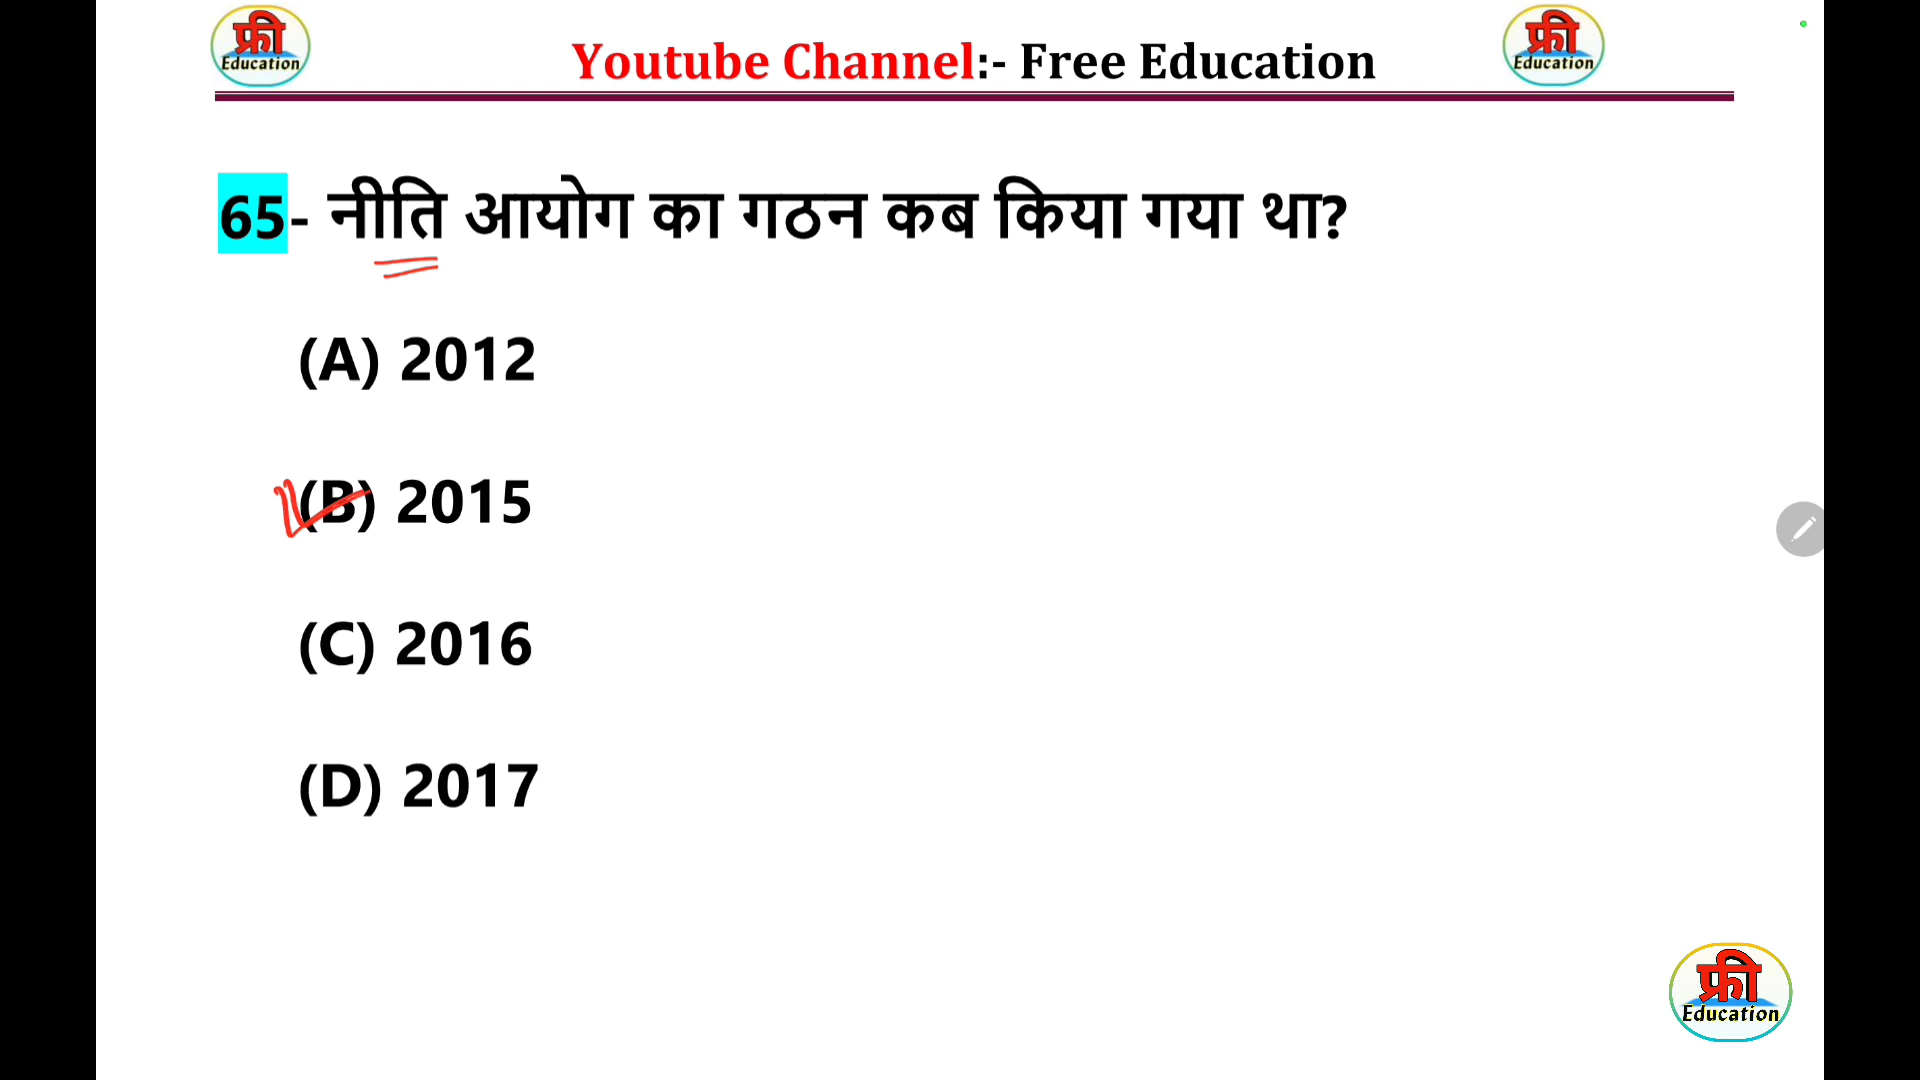 फ्री
Education
Youtube Channel:- Free Education
फ्री
Education
65- नीति आयोग का गठन कब किया गया था?
(A) 2012
(B) 2015
(C) 2016
(D) 2017
फ्री
Education